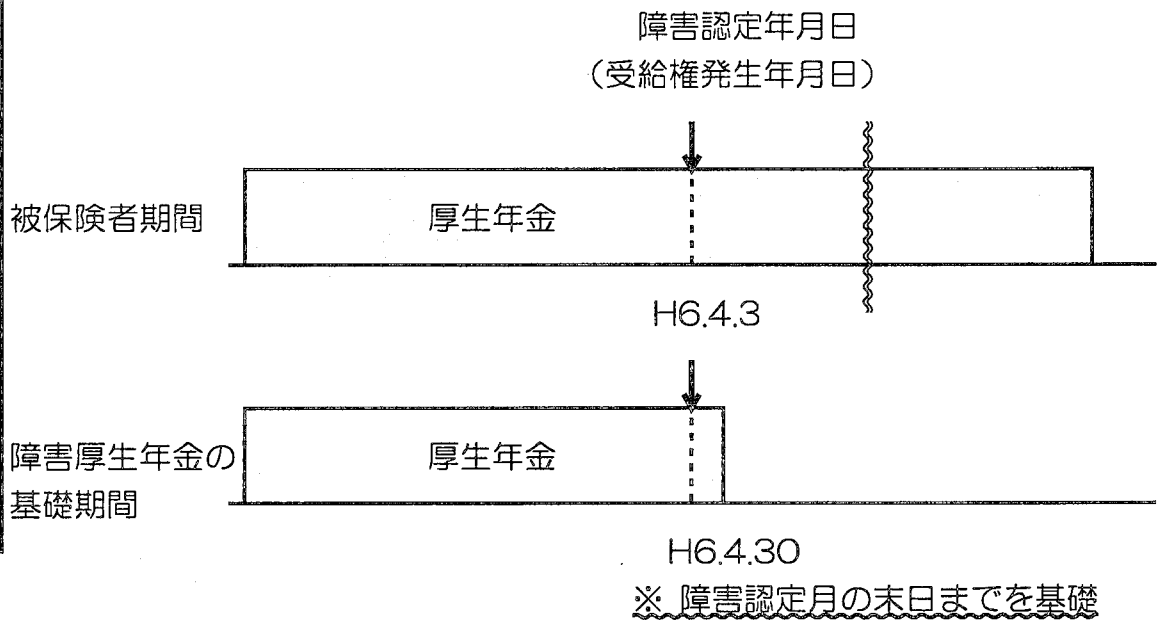 障害認定年月日
（受給権発生年月日）
被保険者期間
厚生年金
H6.4.3
障害厚生年金の
基礎期間
厚生年金
H6.4.30
※ 障害認定月の末日までを基礎